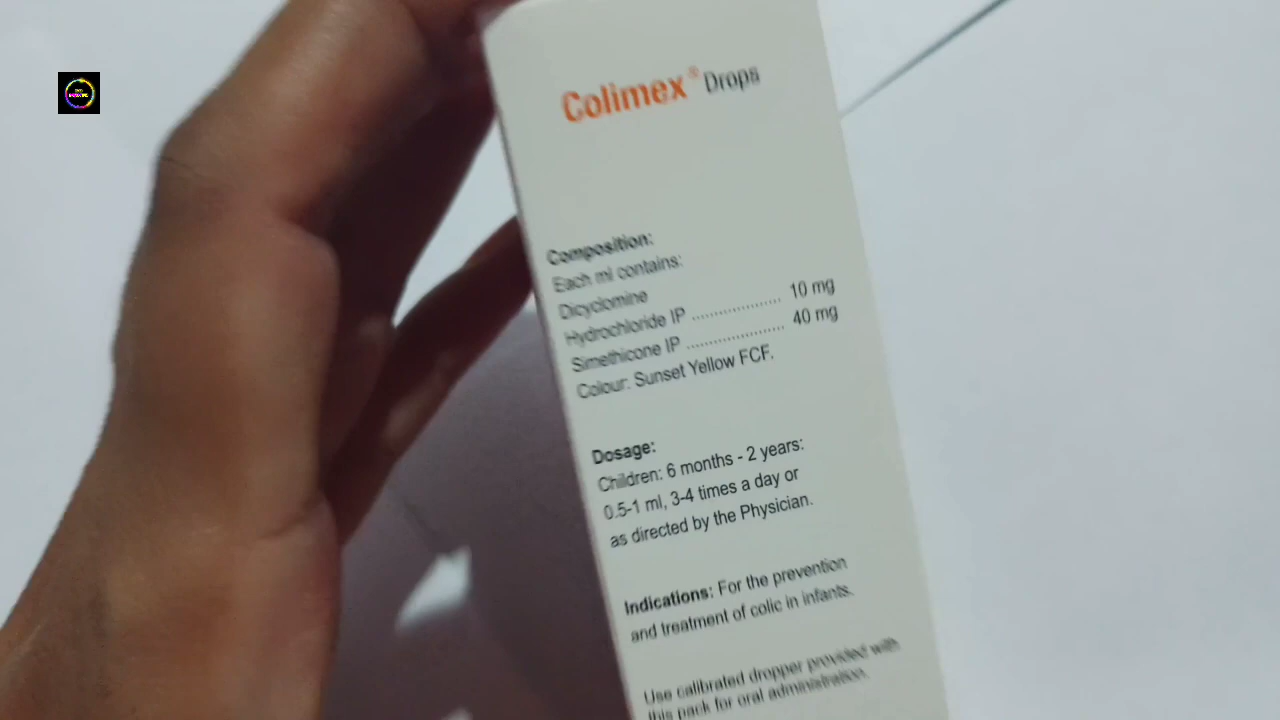 Colimex® Drops
Composition:
Each ml contains:
Dicyclomine
Hydrochloride IP ................... 10 mg
Simethicone IP ..................... 40 mg
Colour: Sunset Yellow FCF.
Dosage:
Children: 6 months - 2 years:
0.5-1 ml, 3-4 times a day or
as directed by the Physician.
Indications: For the prevention
and treatment of colic in infants.
Use calibrated dropper provided with
this pack for oral administration.